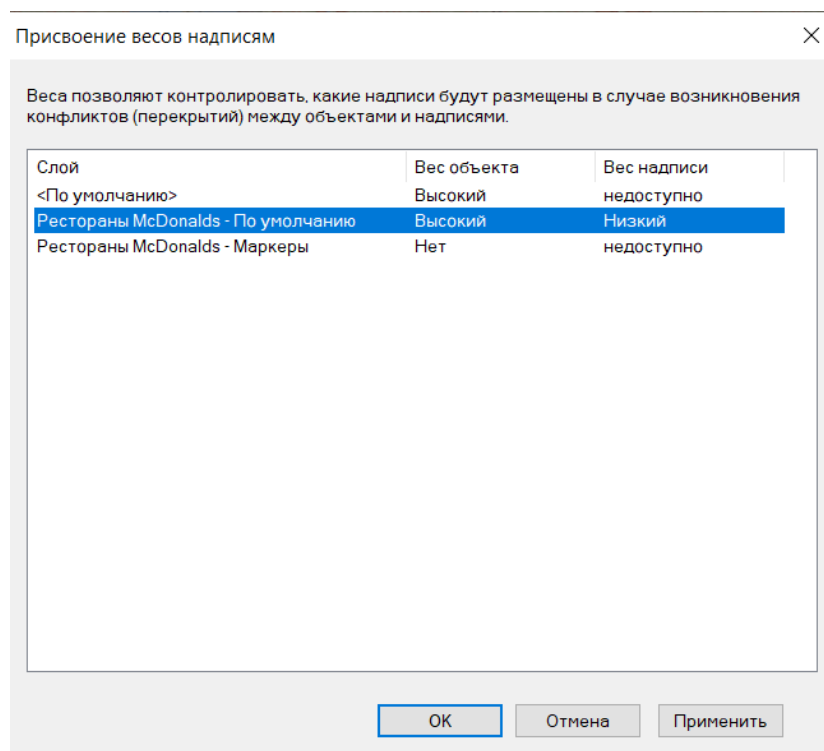 Присвоение весов надписям
Веса позволяют контролировать, какие надписи будут размещены в случае возникновения
конфликтов (перекрытий) между объектами и надписями.
Слой Вес объекта Вес надписи
<По умолчанию> Высокий недоступно
Рестораны McDonalds - По умолчанию Высокий Низкий
Рестораны McDonalds - Маркеры Нет недоступно
ОК Отмена Применить